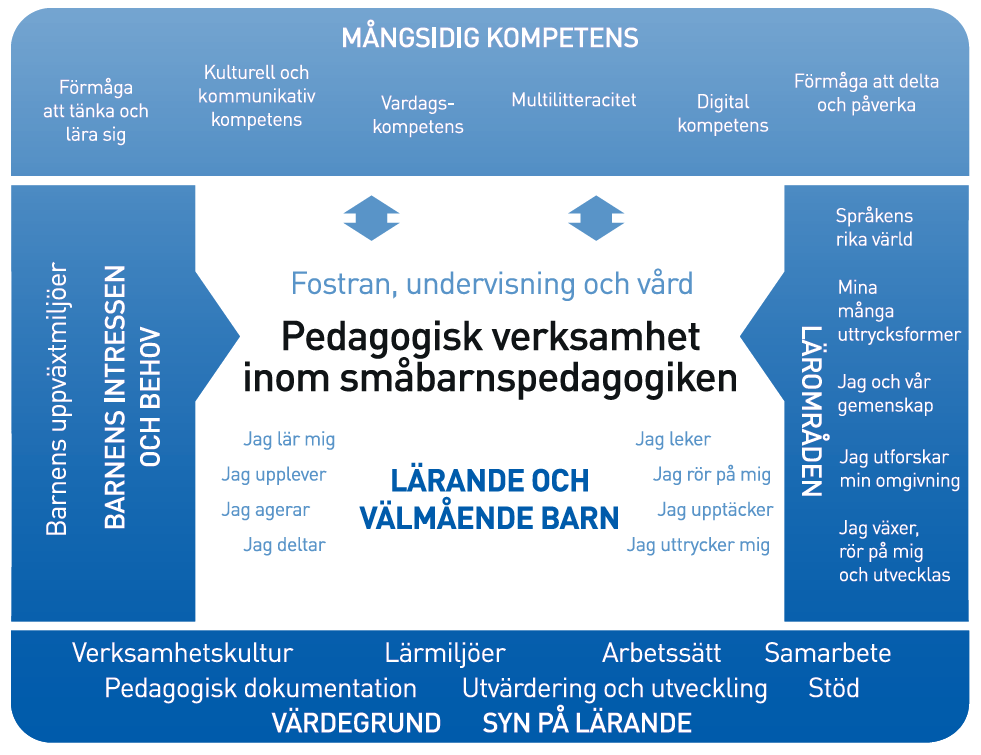 MÅNGSIDIG KOMPETENS
Förmåga
att tänka och
lära sig
Kulturell och
kommunikativ
kompetens
Vardags-
kompetens
Multilitteracitet
Digital
kompetens
Förmåga att delta
och påverka
Barnens uppväxtmiljöer
BARNENS INTRESSEN
OCH BEHOV
Fostran, undervisning och vård
Pedagogisk verksamhet
inom småbarnspedagogiken
Jag lär mig
Jag upplever
Jag agerar
Jag deltar
LÄRANDE OCH
VÄLMÅENDE BARN
Jag leker
Jag rör på mig
Jag upptäcker
Jag uttrycker mig
LÄROMRÅDEN
Språkens
rika värld
Mina
många
uttrycksformer
Jag och vår
gemenskap
Jag utforskar
min omgivning
Jag växer,
rör på mig
och utvecklas
Verksamhetskultur Lärmiljöer Arbetssätt Samarbete
Pedagogisk dokumentation Utvärdering och utveckling Stöd
VÄRDEGRUND SYN PÅ LÄRANDE